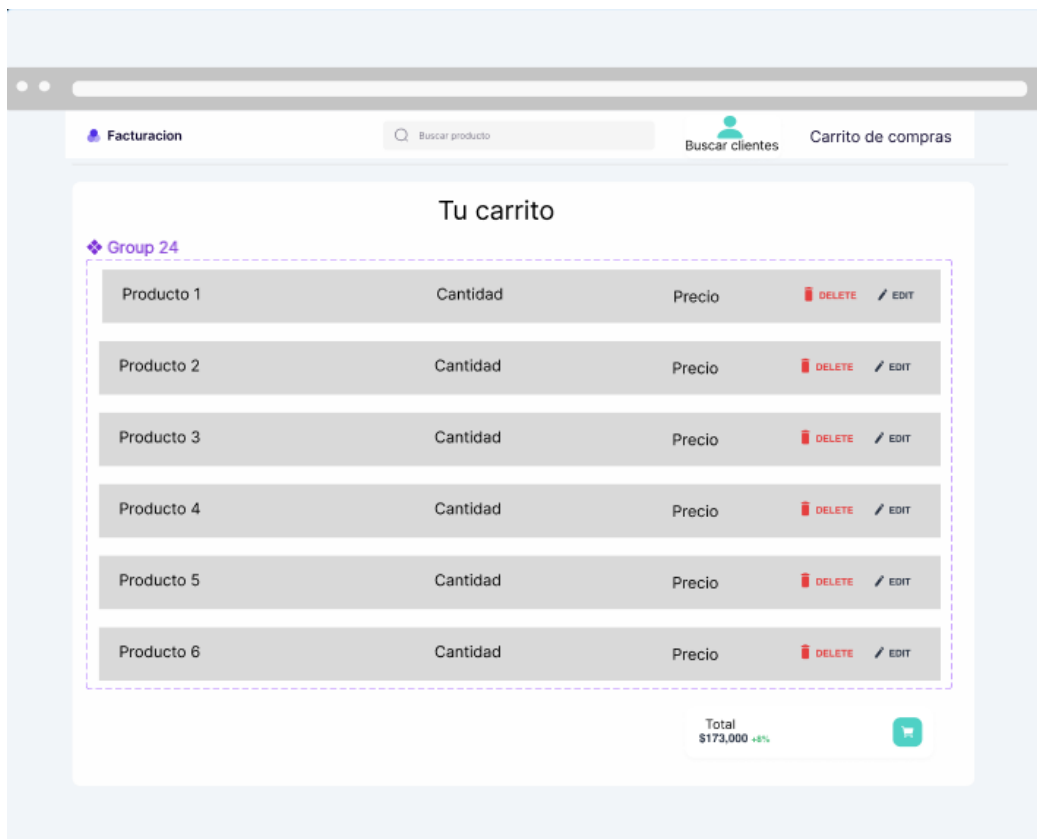 Facturacion
Buscar producto
Buscar clientes
Carrito de compras
Tu carrito
Group 24
Producto 1 Cantidad Precio DELETE EDIT
Producto 2 Cantidad Precio DELETE EDIT
Producto 3 Cantidad Precio DELETE EDIT
Producto 4 Cantidad Precio DELETE EDIT
Producto 5 Cantidad Precio DELETE EDIT
Producto 6 Cantidad Precio DELETE EDIT
Total
$173,000 +8%